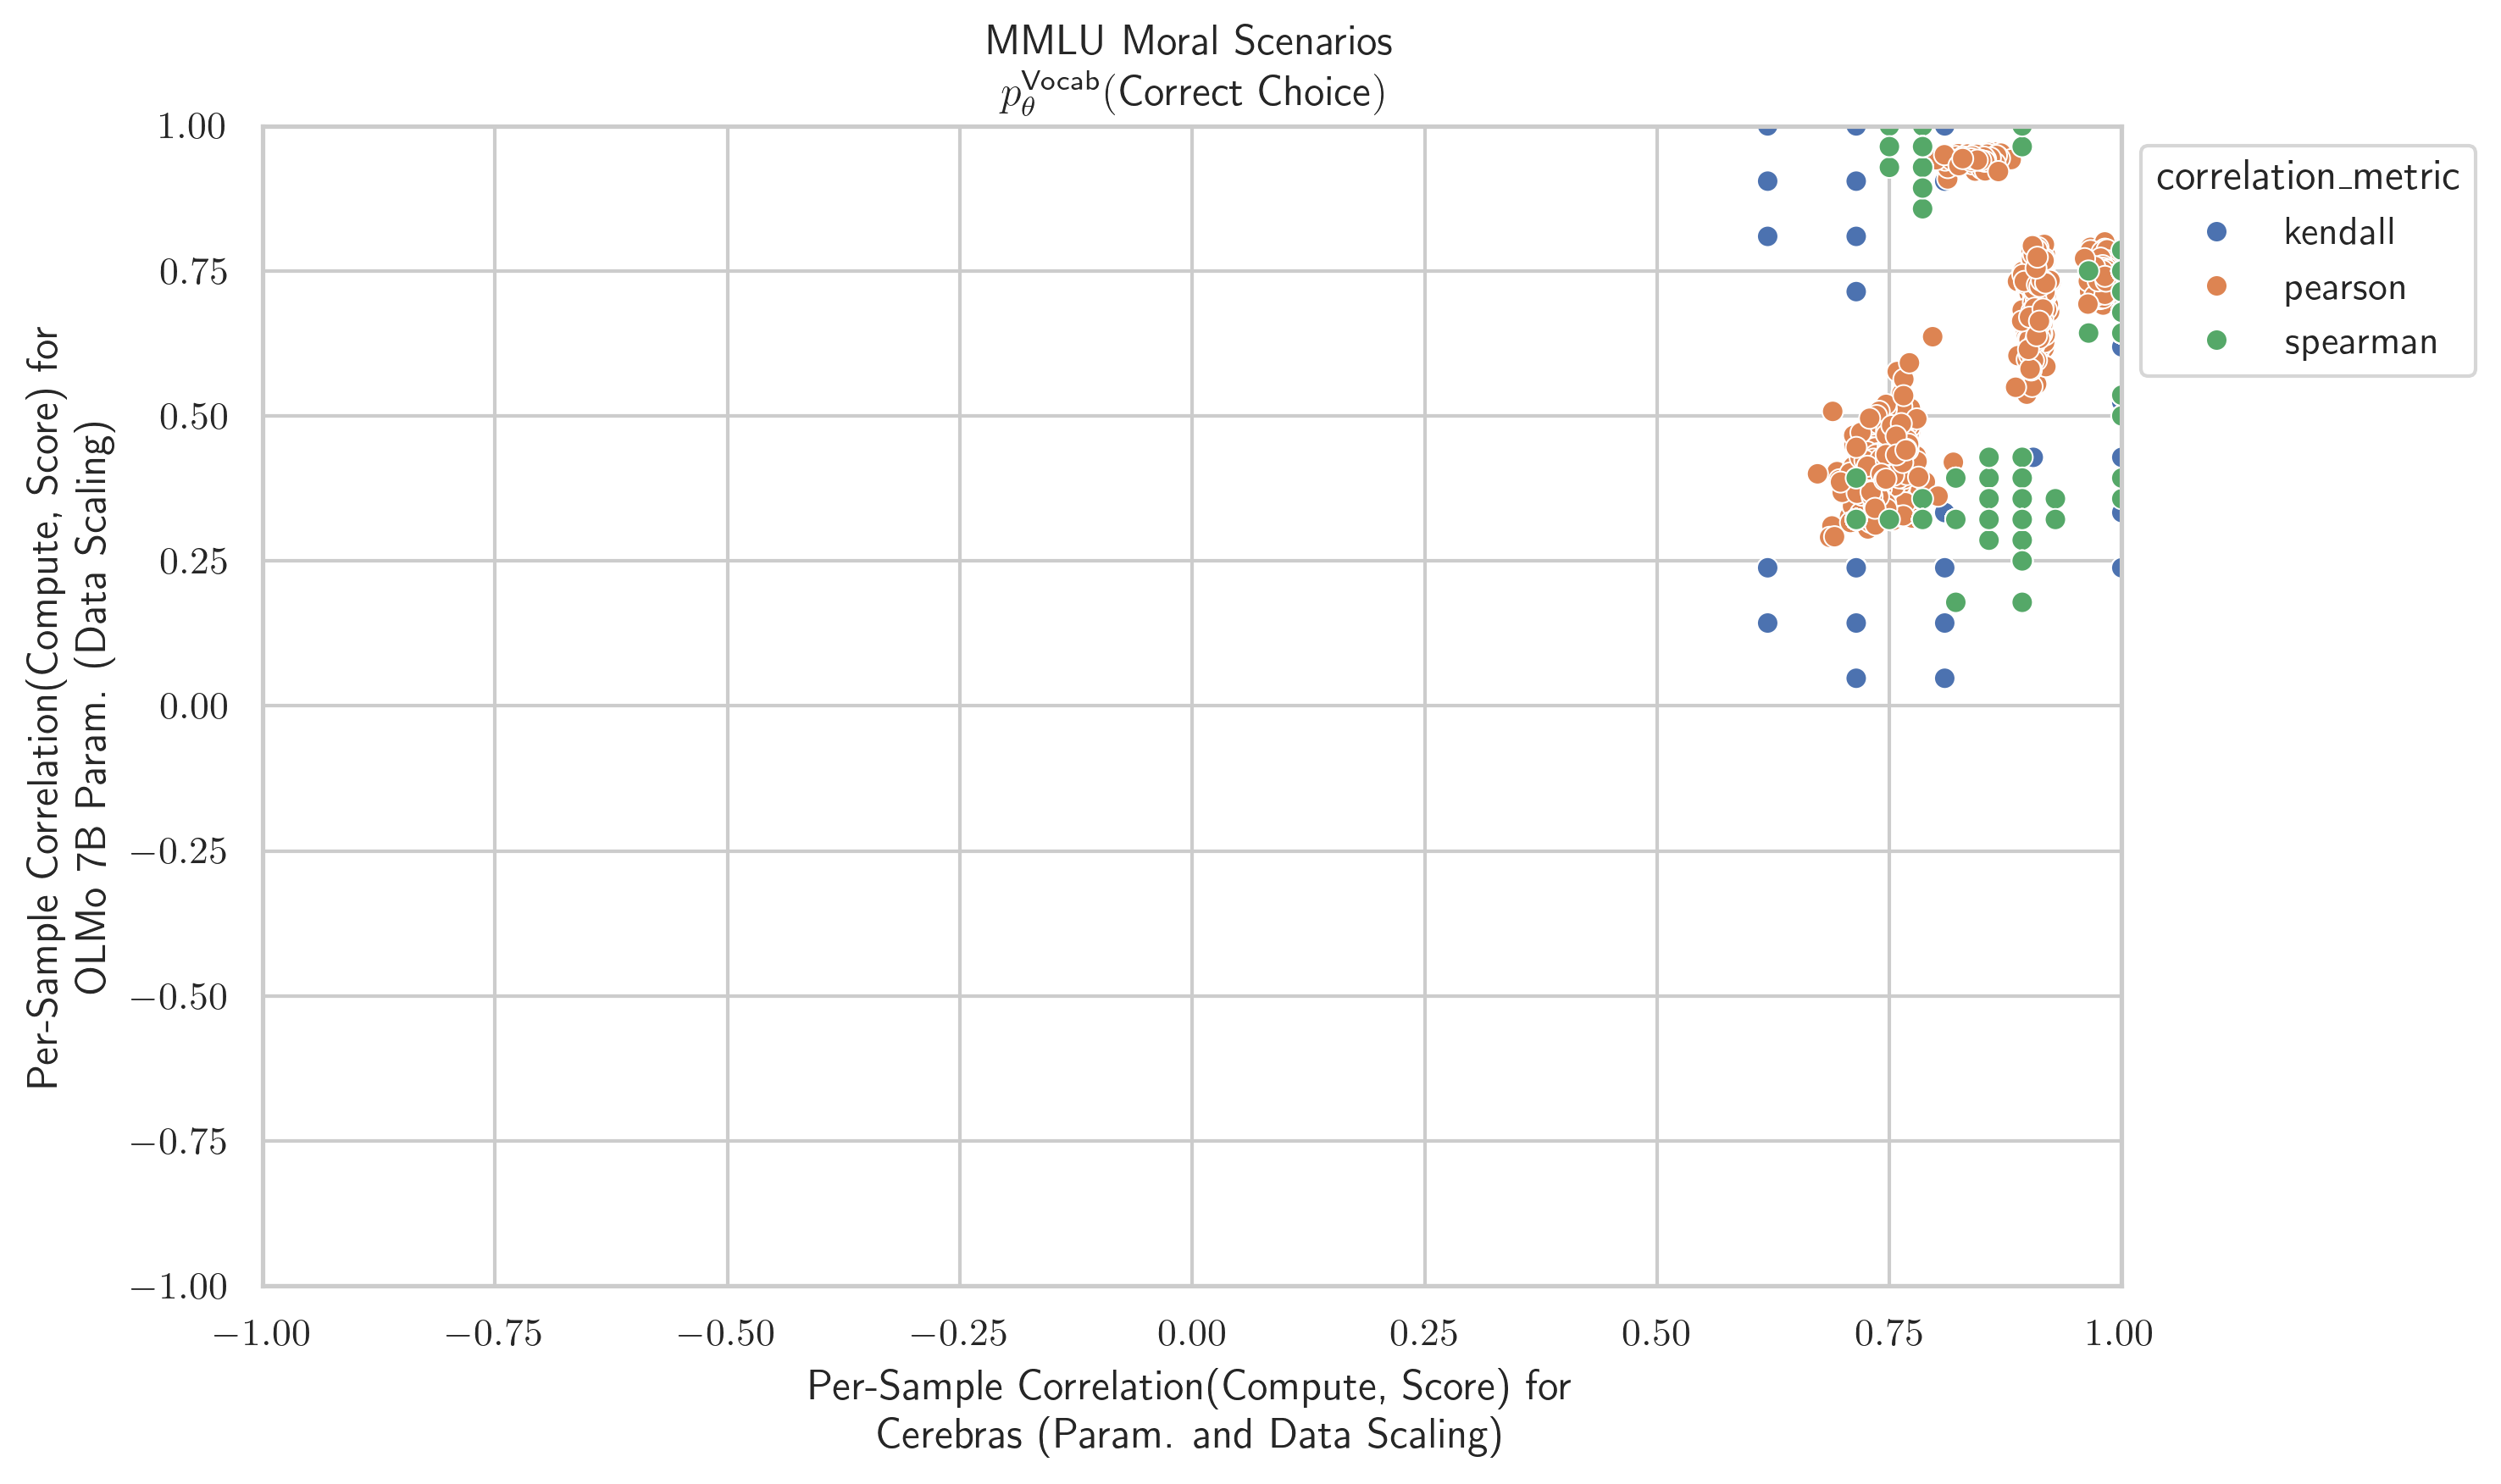 MMLU Moral Scenarios
p_θ^Vocab(Correct Choice)
Per-Sample Correlation(Compute, Score) for
OLMo 7B Param. (Data Scaling)
1.00
0.75
0.50
0.25
0.00
−0.25
−0.50
−0.75
−1.00
−1.00
−0.75
−0.50
−0.25
0.00
0.25
0.50
0.75
1.00
Per-Sample Correlation(Compute, Score) for
Cerebras (Param. and Data Scaling)
correlation_metric
kendall
pearson
spearman